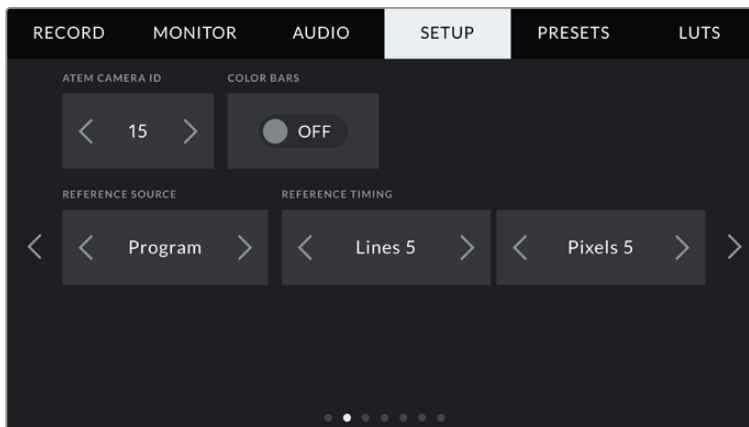 RECORD MONITOR AUDIO SETUP PRESETS LUTS
ATEM CAMERA ID COLOR BARS
15 OFF
REFERENCE SOURCE REFERENCE TIMING
Program Lines 5 Pixels 5